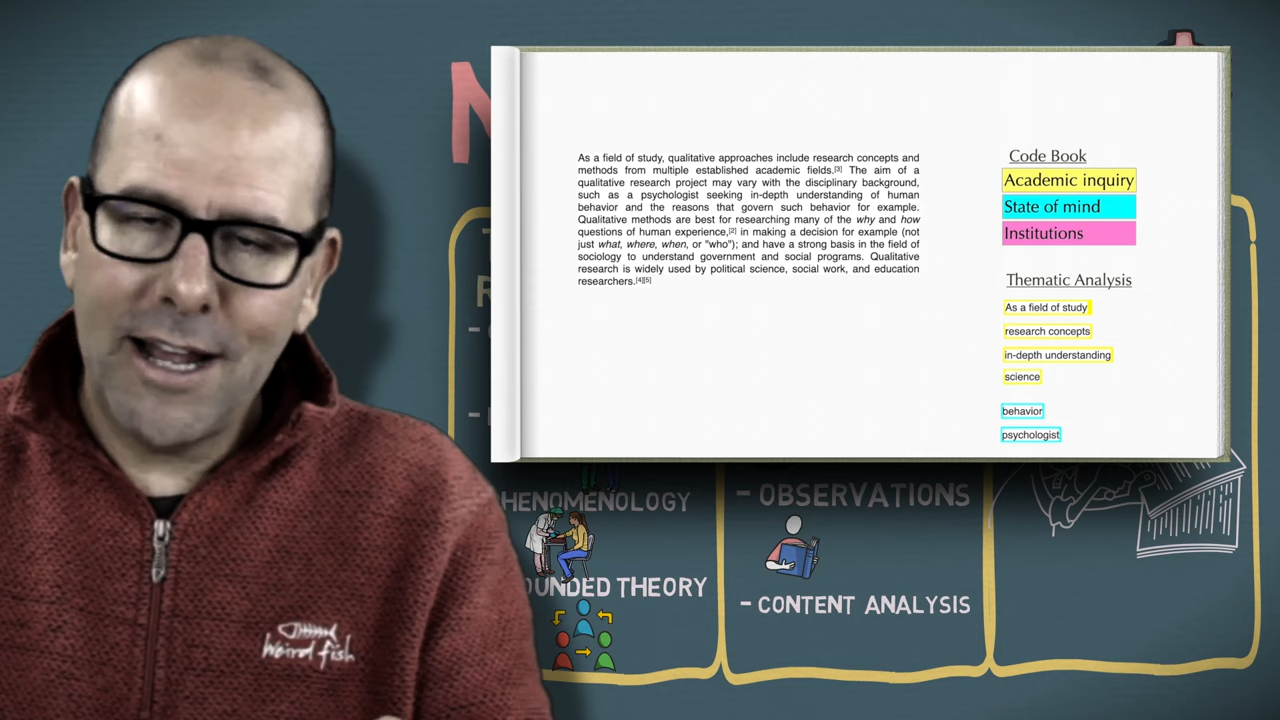 As a field of study, qualitative approaches include research concepts and
methods from multiple established academic fields.[3] The aim of a
qualitative research project may vary with the disciplinary background,
such as a psychologist seeking in-depth understanding of human
behavior and the reasons that govern such behavior for example.
Qualitative methods are best for researching many of the why and how
questions of human experience,[2] in making a decision for example (not
just what, where, when, or "who"); and have a strong basis in the field of
sociology to understand government and social programs. Qualitative
research is widely used by political science, social work, and education
researchers.[4][5]
Code Book
Academic inquiry
State of mind
Institutions
Thematic Analysis
As a field of study
research concepts
in-depth understanding
science
behavior
psychologist
HENOMENOLOGY
OUNDED THEORY
- OBSERVATIONS
- CONTENT ANALYSIS
weird fish